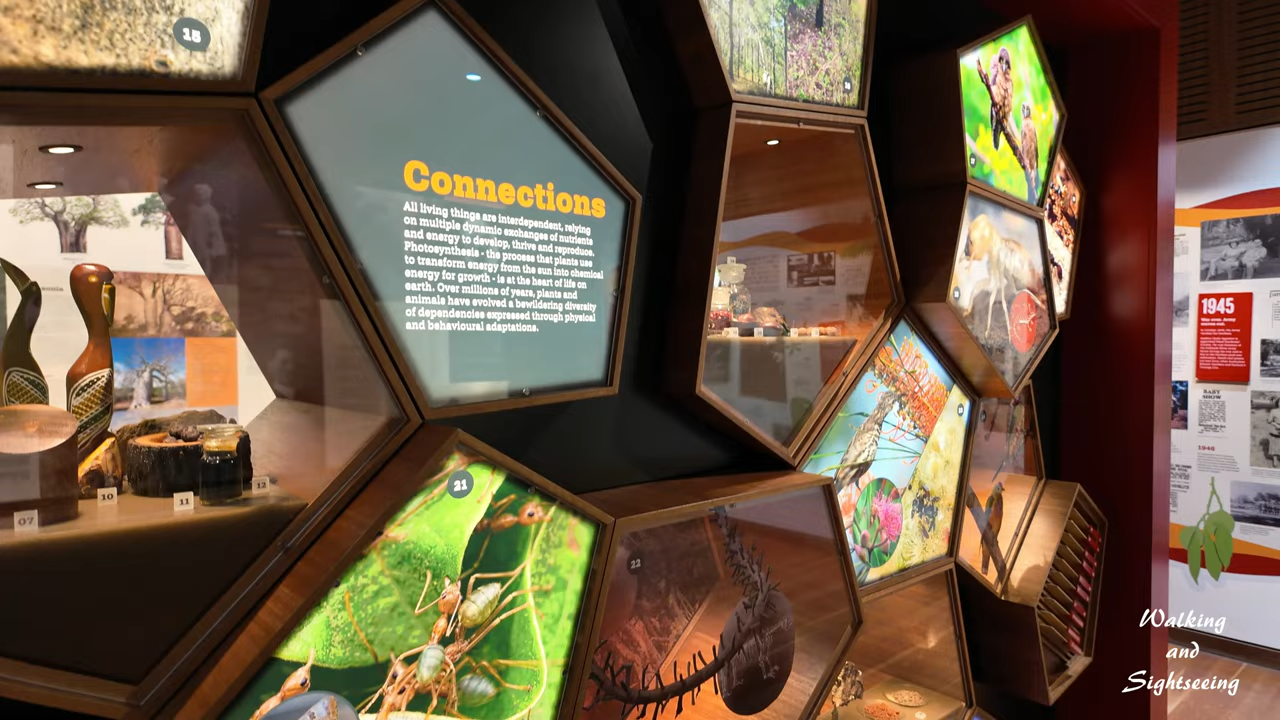 15
Connections
All living things are interdependent, relying
on multiple dynamic exchanges of nutrients
and energy to develop, thrive and reproduce.
Photosynthesis - the process that plants use
to transform energy from the sun into chemical
energy for growth - is at the heart of life on
earth. Over millions of years, plants and
animals have evolved a bewildering diversity
of dependencies expressed through physical
and behavioural adaptations.
07
10
11
12
21
22
1945
BABY
SHOW
1946
Walking
and
Sightseeing